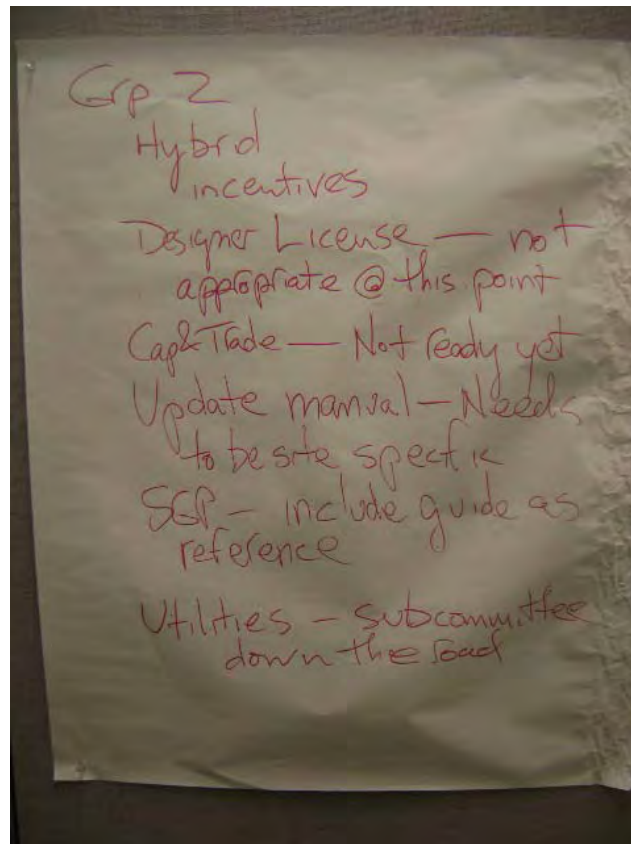 Grp 2
Hybrid
incentives
Designer License — not
appropriate @ this point
Cap&Trade — Not ready yet
Update manual — Needs
to be site specific
SGP — include guide as
reference
Utilities — subcommittee
down the road